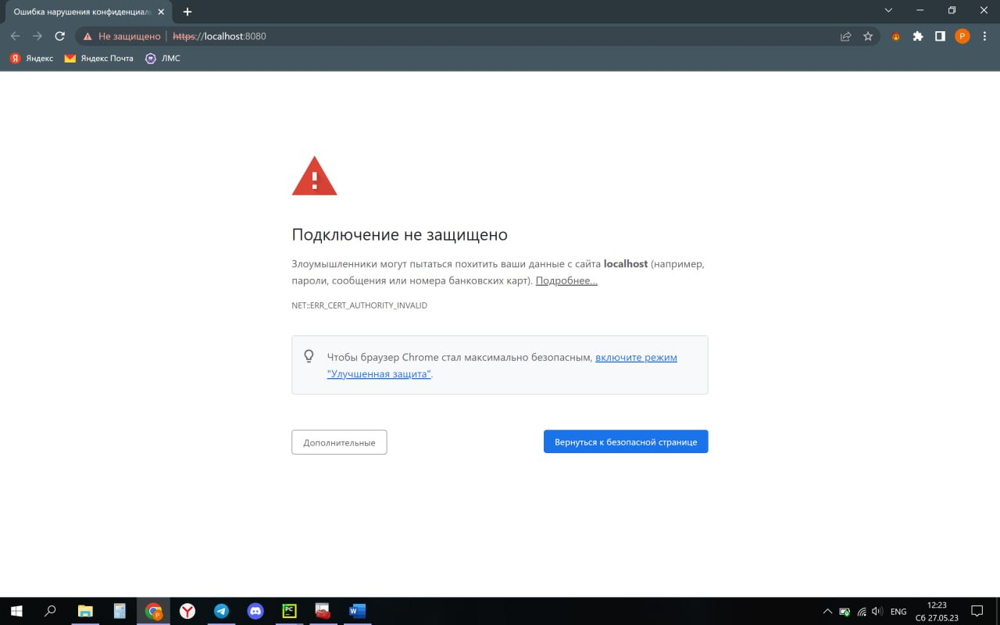 Ошибка нарушения конфиденциаль
Не защищено
https://localhost:8080
Яндекс
Яндекс Почта
ЛМС
P
Подключение не защищено
Злоумышленники могут пытаться похитить ваши данные с сайта localhost (например,
пароли, сообщения или номера банковских карт). Подробнее...
NET::ERR_CERT_AUTHORITY_INVALID
Чтобы браузер Chrome стал максимально безопасным, включите режим
"Улучшенная защита".
Дополнительные
Вернуться к безопасной странице
ENG
12:23
Сб 27.05.23